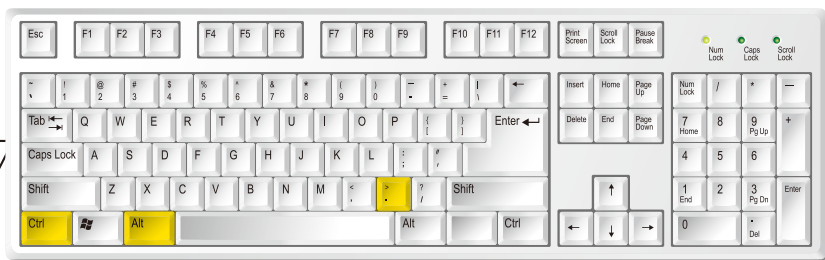 Esc F1 F2 F3 F4 F5 F6 F7 F8 F9 F10 F11 F12 Print Screen Scroll Lock Pause Break Num Lock Caps Lock Scroll Lock
~ ` ! 1 @ 2 # 3 $ 4 % 5 ^ 6 & 7 * 8 ( 9 ) 0 — - + = | \ ← Insert Home Page Up Num Lock / * —
Tab Q W E R T Y U I O P { [ } ] Enter Delete End Page Down 7 Home 8 9 Pg Up +
Caps Lock A S D F G H J K L : ; 4 5 6
Shift Z X C V B N M < , > . ? / Shift ↑ 1 End 2 3 Pg Dn Enter
Ctrl Alt Alt Ctrl ← ↓ → 0 . Del